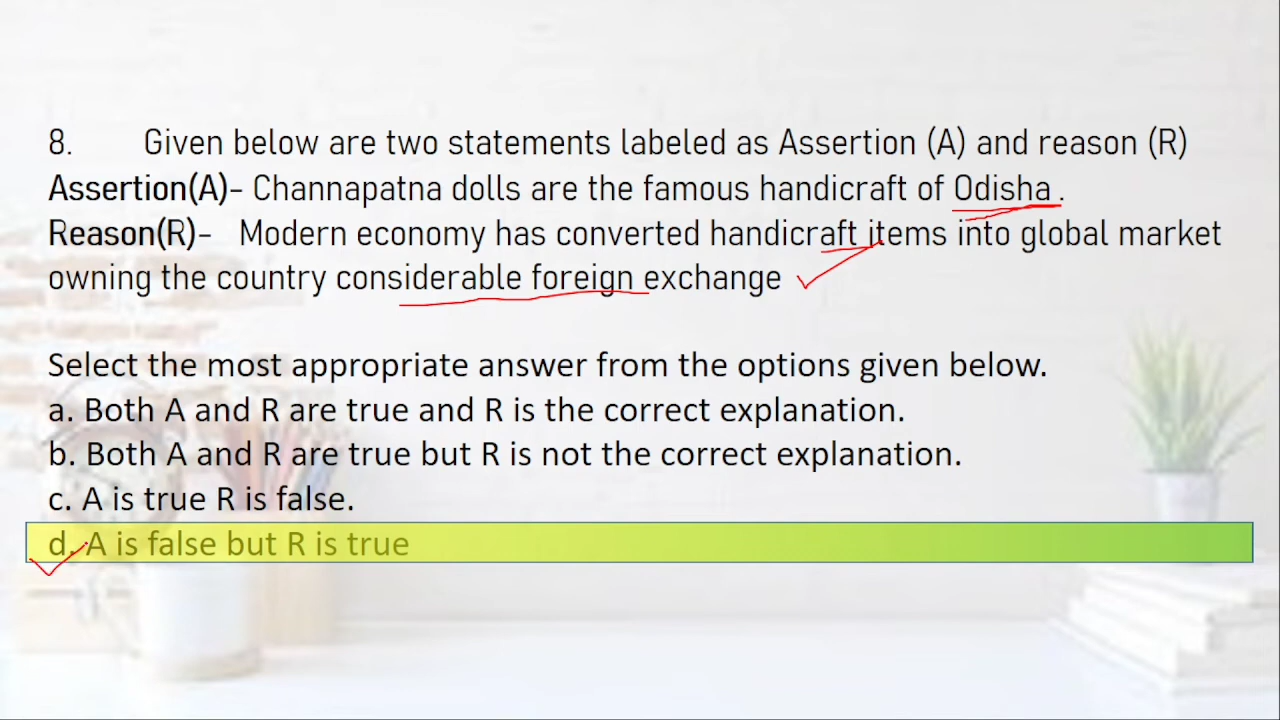 8. Given below are two statements labeled as Assertion (A) and reason (R)
Assertion(A)- Channapatna dolls are the famous handicraft of Odisha .
Reason(R)- Modern economy has converted handicraft items into global market
owning the country considerable foreign exchange
Select the most appropriate answer from the options given below.
a. Both A and R are true and R is the correct explanation.
b. Both A and R are true but R is not the correct explanation.
c. A is true R is false.
d. A is false but R is true